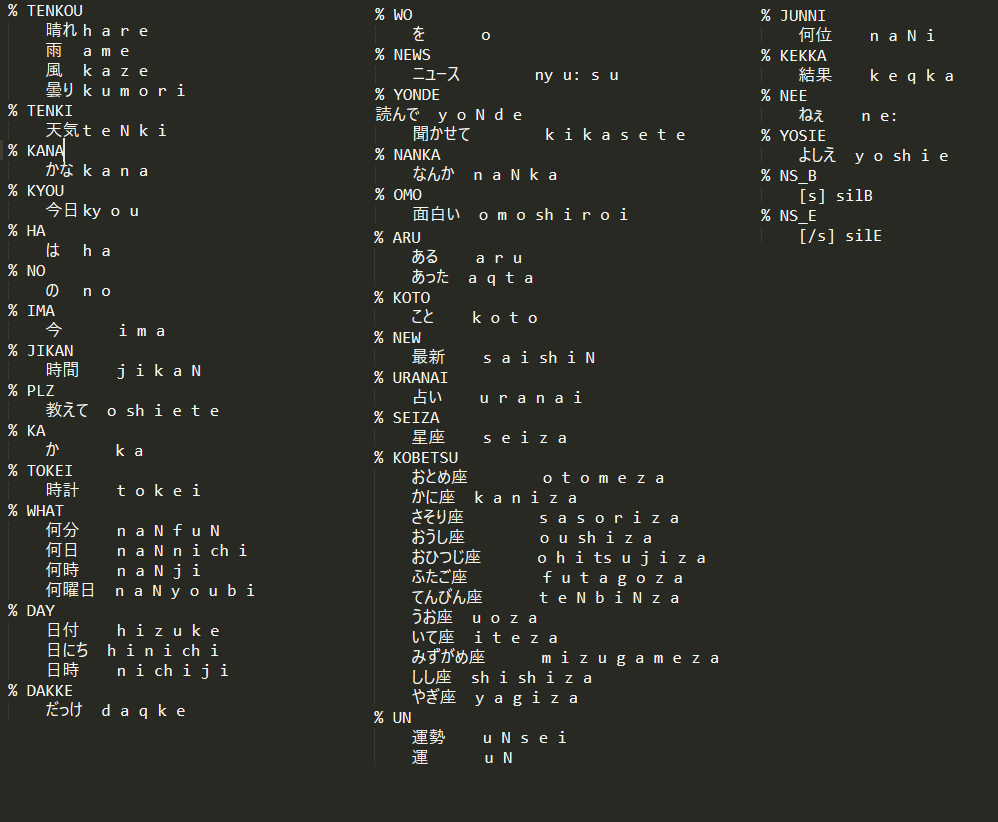 % TENKOU
晴れ h a r e
雨 a m e
風 k a z e
曇り k u m o r i
% TENKI
天気 t e N k i
% KANA
かな k a n a
% KYOU
今日 ky o u
% HA
は h a
% NO
の n o
% IMA
今 i m a
% JIKAN
時間 j i k a N
% PLZ
教えて o sh i e t e
% KA
か k a
% TOKEI
時計 t o k e i
% WHAT
何分 n a N f u N
何日 n a N n i ch i
何時 n a N j i
何曜日 n a N y o u b i
% DAY
日付 h i z u k e
日にち h i n i ch i
日時 n i ch i j i
% DAKKE
だっけ d a q k e
% WO
を o
% NEWS
ニュース ny u: s u
% YONDE
読んで y o N d e
聞かせて k i k a s e t e
% NANKA
なんか n a N k a
% OMO
面白い o m o sh i r o i
% ARU
ある a r u
あった a q t a
% KOTO
こと k o t o
% NEW
最新 s a i sh i N
% URANAI
占い u r a n a i
% SEIZA
星座 s e i z a
% KOBETSU
おとめ座 o t o m e z a
かに座 k a n i z a
さそり座 s a s o r i z a
おうし座 o u sh i z a
おひつじ座 o h i ts u j i z a
ふたご座 f u t a g o z a
てんびん座 t e N b i N z a
うお座 u o z a
いて座 i t e z a
みずがめ座 m i z u g a m e z a
しし座 sh i sh i z a
やぎ座 y a g i z a
% UN
運勢 u N s e i
運 u N
% JUNNI
何位 n a N i
% KEKKA
結果 k e q k a
% NEE
ねぇ n e:
% YOSIE
よしえ y o sh i e
% NS_B
[s] silB
% NS_E
[/s] silE